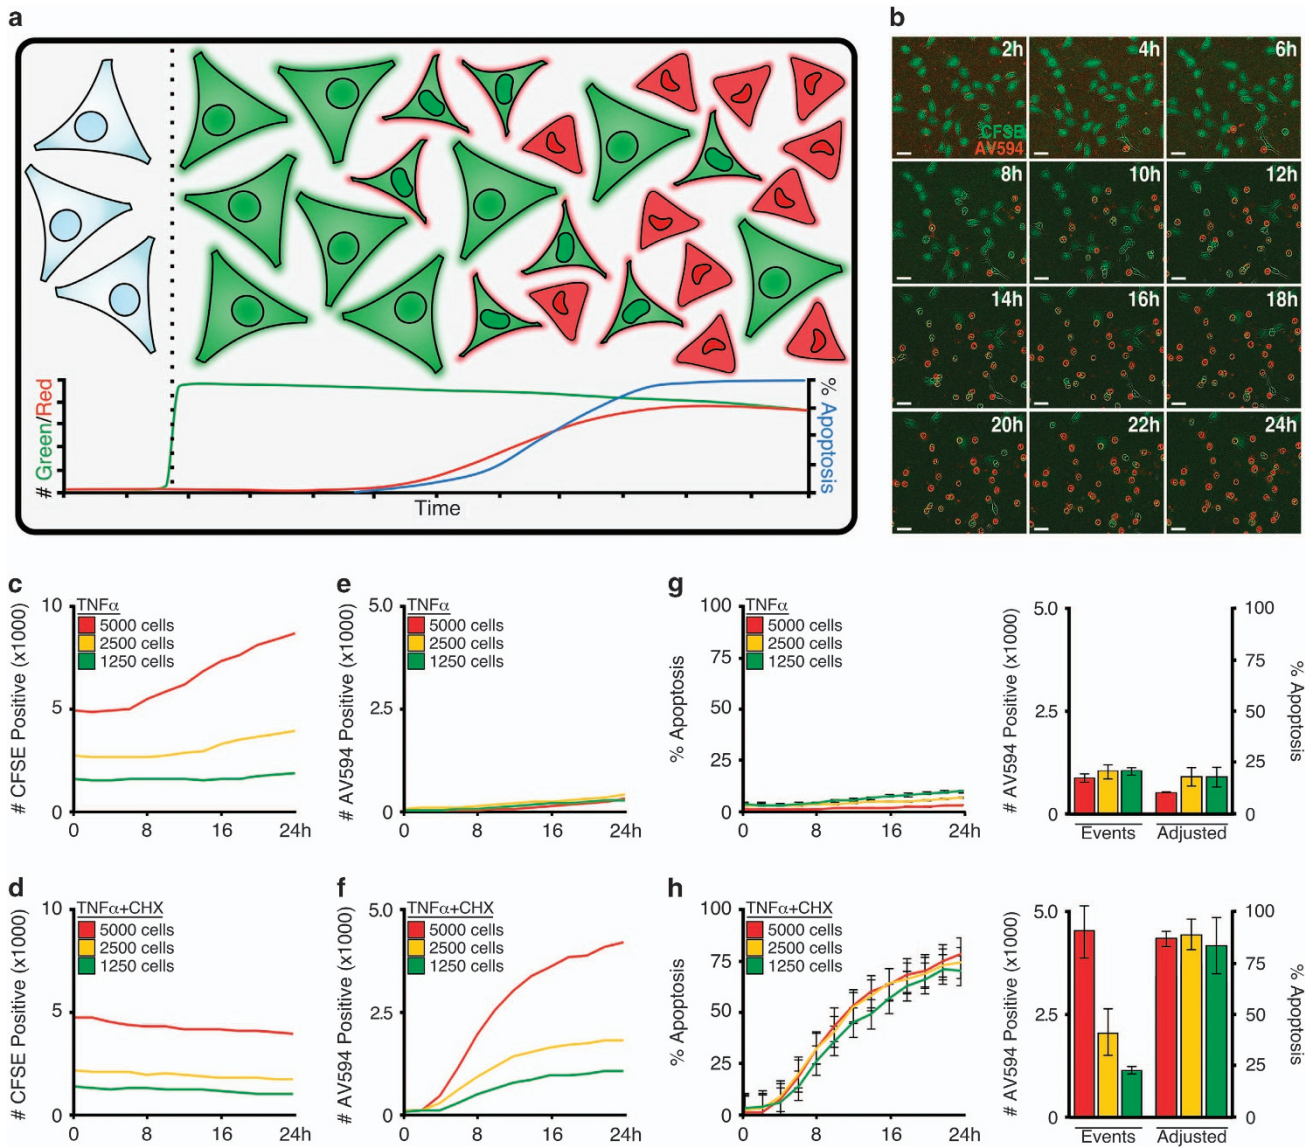 a
# Green/Red
% Apoptosis
Time
b
2h
4h
6h
CFSE
AV594
8h
10h
12h
14h
16h
18h
20h
22h
24h
c
# CFSE Positive (x1000)
TNFα
5000 cells
2500 cells
1250 cells
10
5
0
0 8 16 24h
e
# AV594 Positive (x1000)
TNFα
5000 cells
2500 cells
1250 cells
5.0
2.5
0
0 8 16 24h
g
% Apoptosis
TNFα
5000 cells
2500 cells
1250 cells
100
75
50
25
0
0 8 16 24h
# AV594 Positive (x1000)
5.0
2.5
0
% Apoptosis
100
75
50
25
0
Events Adjusted
d
# CFSE Positive (x1000)
TNFα+CHX
5000 cells
2500 cells
1250 cells
10
5
0
0 8 16 24h
f
# AV594 Positive (x1000)
TNFα+CHX
5000 cells
2500 cells
1250 cells
5.0
2.5
0
0 8 16 24h
h
% Apoptosis
TNFα+CHX
5000 cells
2500 cells
1250 cells
100
75
50
25
0
0 8 16 24h
# AV594 Positive (x1000)
5.0
2.5
0
% Apoptosis
100
75
50
25
0
Events Adjusted